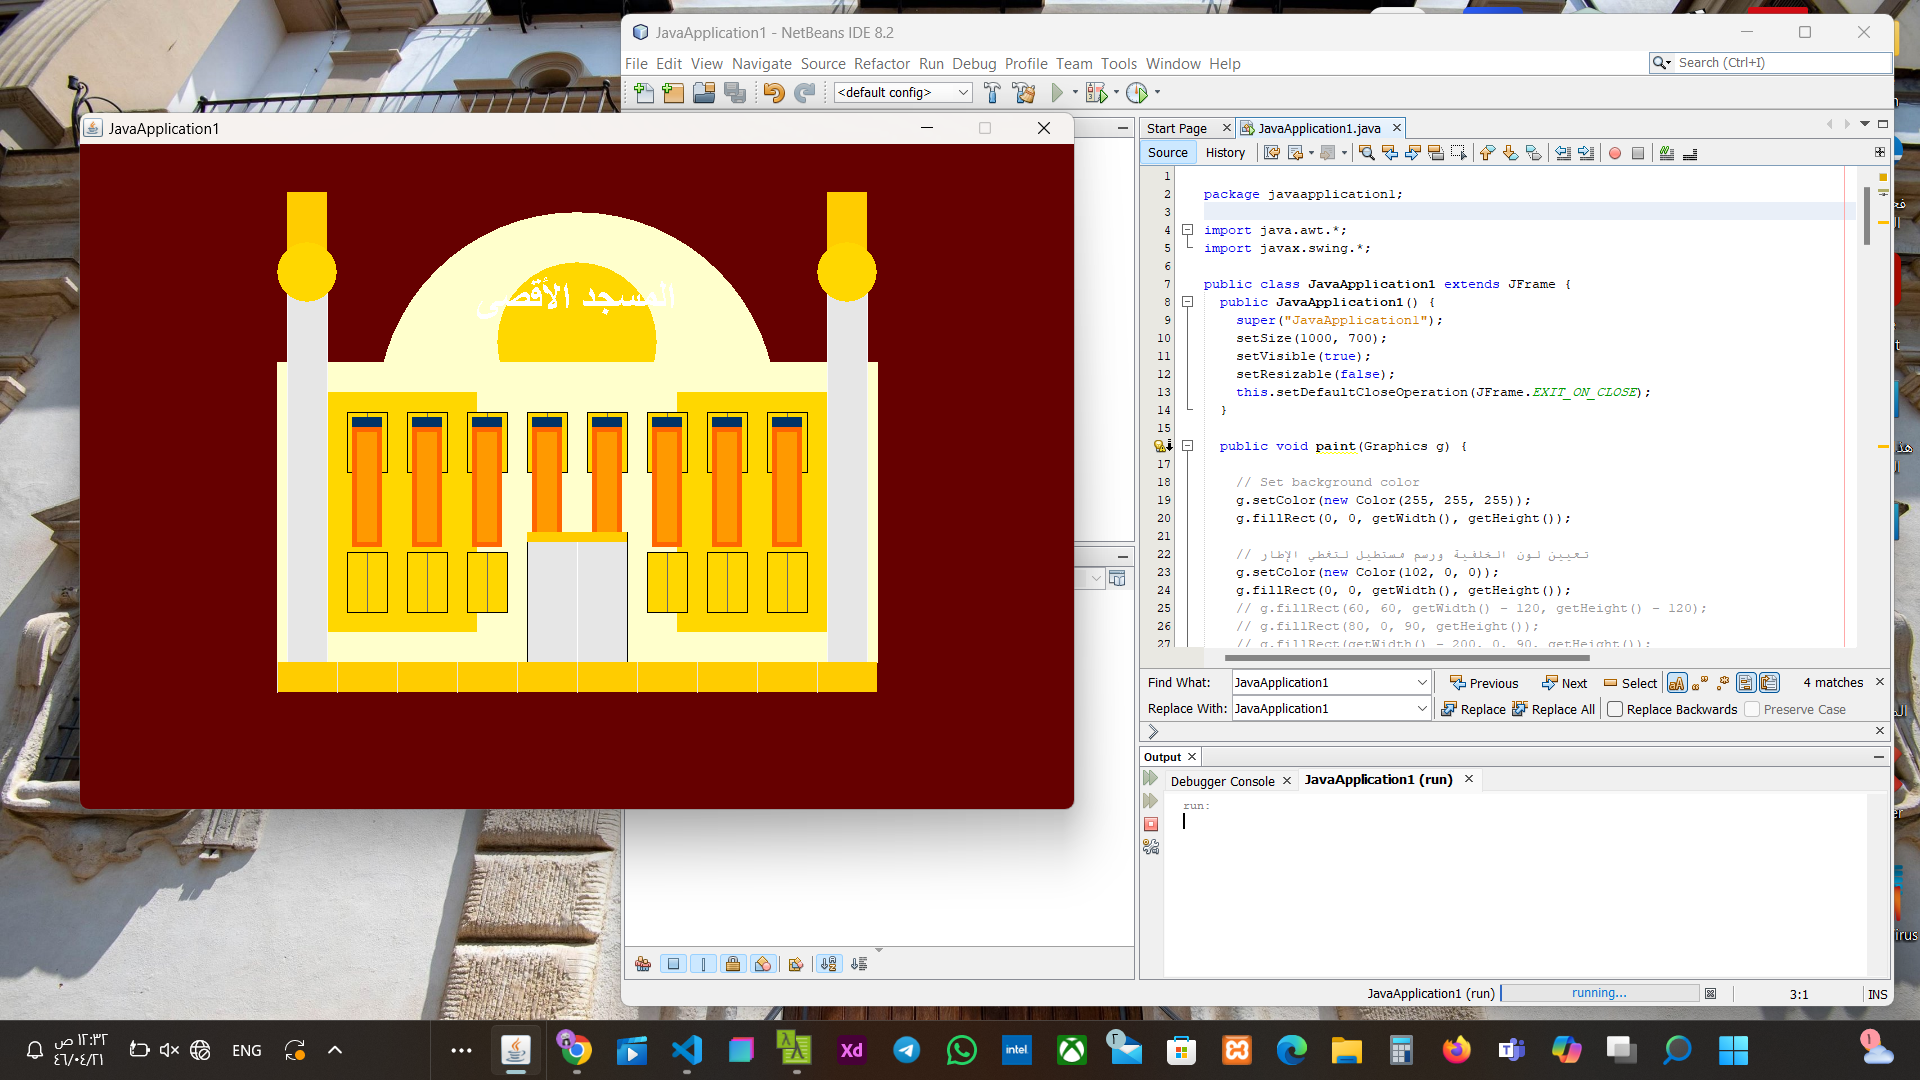 JavaApplication1 - NetBeans IDE 8.2
File Edit View Navigate Source Refactor Run Debug Profile Team Tools Window Help
Search (Ctrl+I)
<default config>
JavaApplication1
المسجد الأقصى
Start Page
JavaApplication1.java
Source History
1
2 package javaapplication1;
3
4 import java.awt.*;
5 import javax.swing.*;
6
7 public class JavaApplication1 extends JFrame {
8 public JavaApplication1() {
9 super("JavaApplication1");
10 setSize(1000, 700);
11 setVisible(true);
12 setResizable(false);
13 this.setDefaultCloseOperation(JFrame.EXIT_ON_CLOSE);
14 }
15
public void paint(Graphics g) {
17
18 // Set background color
19 g.setColor(new Color(255, 255, 255));
20 g.fillRect(0, 0, getWidth(), getHeight());
21
22 // تعيين لون الخلفية ورسم مستطيل لتغطي الإطار
23 g.setColor(new Color(102, 0, 0));
24 g.fillRect(0, 0, getWidth(), getHeight());
25 // g.fillRect(60, 60, getWidth() - 120, getHeight() - 120);
26 // g.fillRect(80, 0, 90, getHeight());
27 // g.fillRect(getWidth() - 200, 0, 90, getHeight());
Find What: JavaApplication1 Previous Next Select 4 matches
Replace With: JavaApplication1 Replace Replace All Replace Backwards Preserve Case
Output
Debugger Console JavaApplication1 (run)
run:
JavaApplication1 (run) running... 3:1 INS
١٢:٣٢ ص
٤٦/٠٤/٢١
ENG
Xd
intel
٢
1